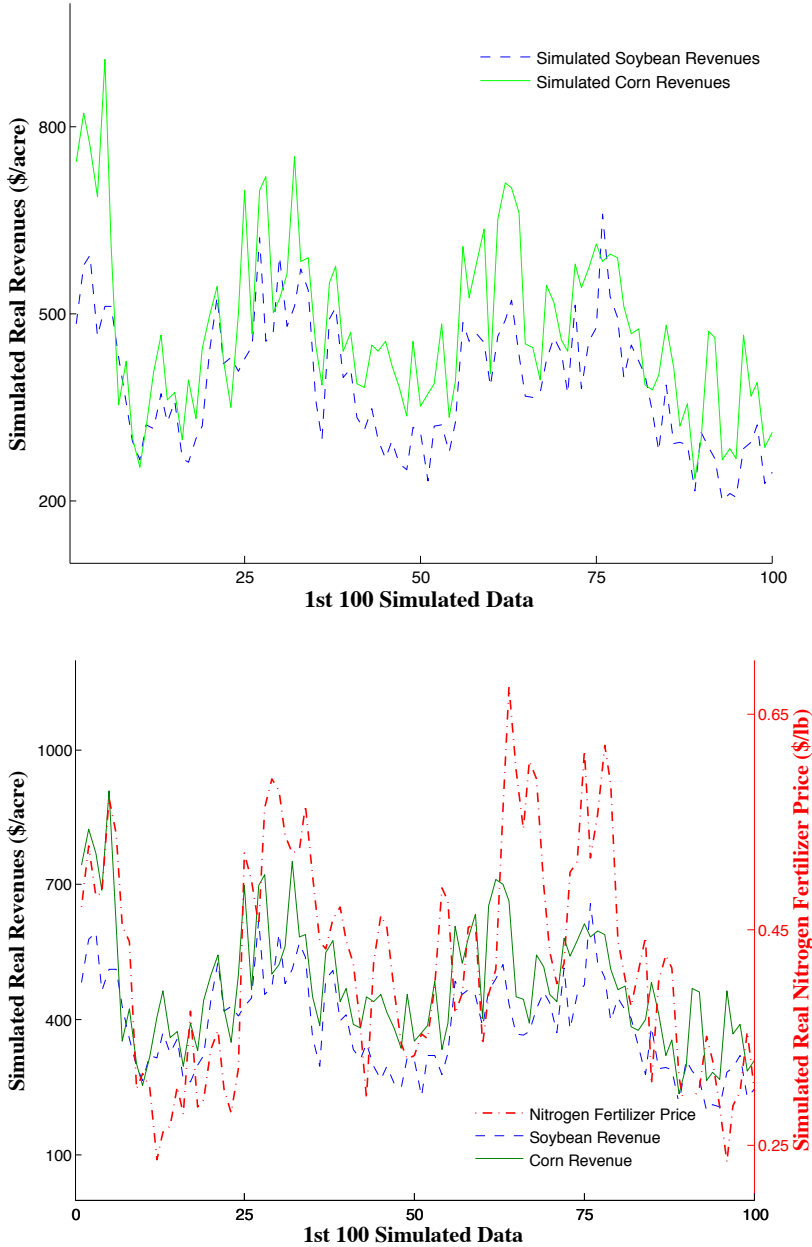 Simulated Soybean Revenues
Simulated Corn Revenues
Simulated Real Revenues ($/acre)
800
500
200
25
50
75
100
1st 100 Simulated Data
Simulated Real Revenues ($/acre)
1000
700
400
100
0.65
0.45
0.25
Simulated Real Nitrogen Fertilizer Price ($/lb)
Nitrogen Fertilizer Price
Soybean Revenue
Corn Revenue
0
25
50
75
100
1st 100 Simulated Data